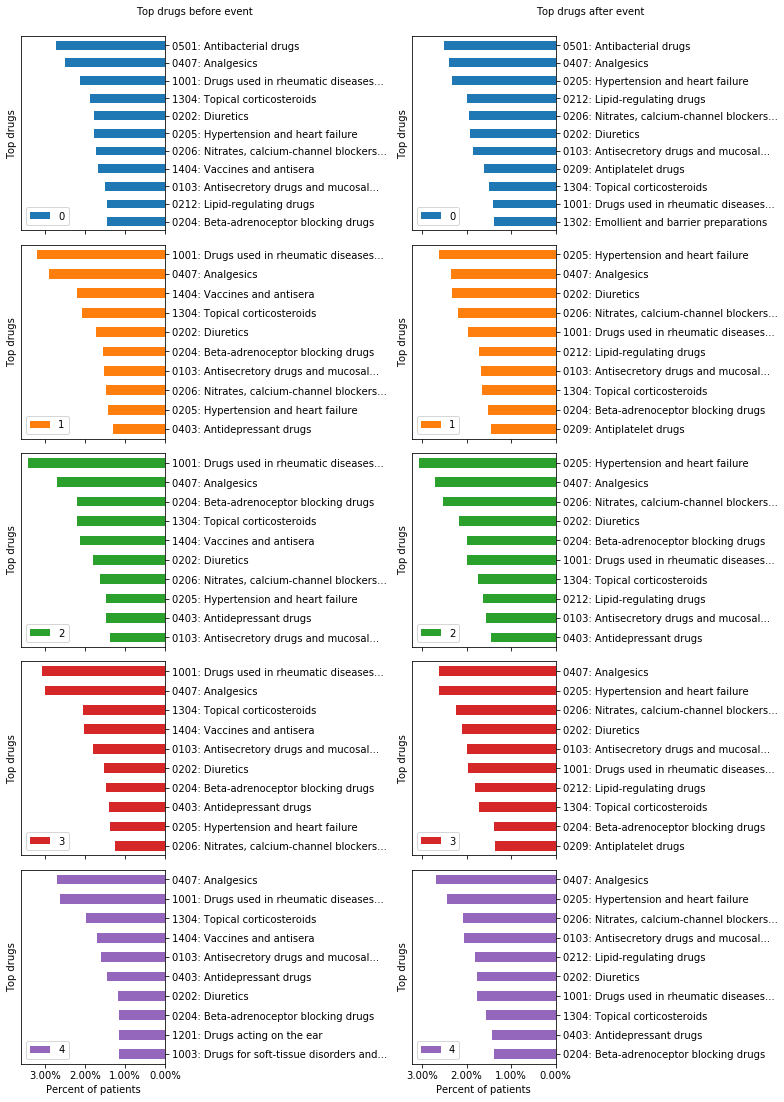 Top drugs before event
Top drugs
0501: Antibacterial drugs
0407: Analgesics
1001: Drugs used in rheumatic diseases...
1304: Topical corticosteroids
0202: Diuretics
0205: Hypertension and heart failure
0206: Nitrates, calcium-channel blockers...
1404: Vaccines and antisera
0103: Antisecretory drugs and mucosal...
0212: Lipid-regulating drugs
0204: Beta-adrenoceptor blocking drugs
0
Top drugs
1001: Drugs used in rheumatic diseases...
0407: Analgesics
1404: Vaccines and antisera
1304: Topical corticosteroids
0202: Diuretics
0204: Beta-adrenoceptor blocking drugs
0103: Antisecretory drugs and mucosal...
0206: Nitrates, calcium-channel blockers...
0205: Hypertension and heart failure
0403: Antidepressant drugs
1
Top drugs
1001: Drugs used in rheumatic diseases...
0407: Analgesics
0204: Beta-adrenoceptor blocking drugs
1304: Topical corticosteroids
1404: Vaccines and antisera
0202: Diuretics
0206: Nitrates, calcium-channel blockers...
0205: Hypertension and heart failure
0403: Antidepressant drugs
0103: Antisecretory drugs and mucosal...
2
Top drugs
1001: Drugs used in rheumatic diseases...
0407: Analgesics
1304: Topical corticosteroids
1404: Vaccines and antisera
0103: Antisecretory drugs and mucosal...
0202: Diuretics
0204: Beta-adrenoceptor blocking drugs
0403: Antidepressant drugs
0205: Hypertension and heart failure
0206: Nitrates, calcium-channel blockers...
3
Top drugs
0407: Analgesics
1001: Drugs used in rheumatic diseases...
1304: Topical corticosteroids
1404: Vaccines and antisera
0103: Antisecretory drugs and mucosal...
0403: Antidepressant drugs
0202: Diuretics
0204: Beta-adrenoceptor blocking drugs
1201: Drugs acting on the ear
1003: Drugs for soft-tissue disorders and...
4
3.00% 2.00% 1.00% 0.00%
Percent of patients
Top drugs after event
Top drugs
0501: Antibacterial drugs
0407: Analgesics
0205: Hypertension and heart failure
0212: Lipid-regulating drugs
0206: Nitrates, calcium-channel blockers...
0202: Diuretics
0103: Antisecretory drugs and mucosal...
0209: Antiplatelet drugs
1304: Topical corticosteroids
1001: Drugs used in rheumatic diseases...
1302: Emollient and barrier preparations
0
Top drugs
0205: Hypertension and heart failure
0407: Analgesics
0202: Diuretics
0206: Nitrates, calcium-channel blockers...
1001: Drugs used in rheumatic diseases...
0212: Lipid-regulating drugs
0103: Antisecretory drugs and mucosal...
1304: Topical corticosteroids
0204: Beta-adrenoceptor blocking drugs
0209: Antiplatelet drugs
1
Top drugs
0205: Hypertension and heart failure
0407: Analgesics
0206: Nitrates, calcium-channel blockers...
0202: Diuretics
0204: Beta-adrenoceptor blocking drugs
1001: Drugs used in rheumatic diseases...
1304: Topical corticosteroids
0212: Lipid-regulating drugs
0103: Antisecretory drugs and mucosal...
0403: Antidepressant drugs
2
Top drugs
0407: Analgesics
0205: Hypertension and heart failure
0206: Nitrates, calcium-channel blockers...
0202: Diuretics
0103: Antisecretory drugs and mucosal...
1001: Drugs used in rheumatic diseases...
0212: Lipid-regulating drugs
1304: Topical corticosteroids
0204: Beta-adrenoceptor blocking drugs
0209: Antiplatelet drugs
3
Top drugs
0407: Analgesics
0205: Hypertension and heart failure
0206: Nitrates, calcium-channel blockers...
0103: Antisecretory drugs and mucosal...
0212: Lipid-regulating drugs
0202: Diuretics
1001: Drugs used in rheumatic diseases...
1304: Topical corticosteroids
0403: Antidepressant drugs
0204: Beta-adrenoceptor blocking drugs
4
3.00% 2.00% 1.00% 0.00%
Percent of patients